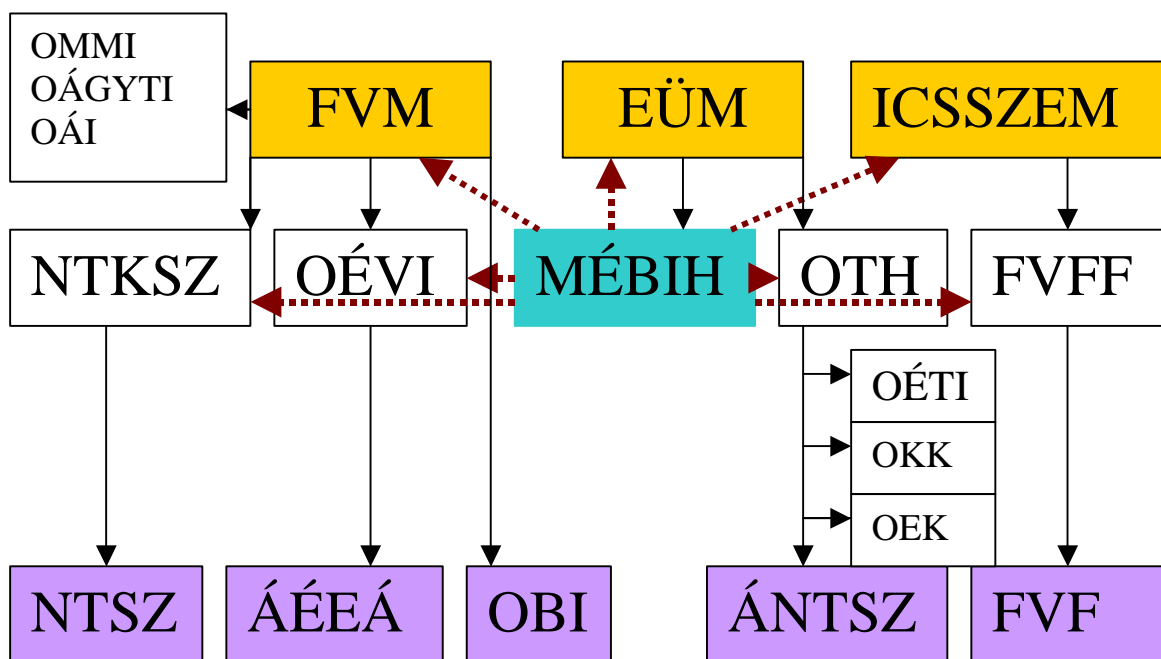 OMMI
OÁGYTI
OÁI
FVM
EÜM
ICSSZEM
NTKSZ
OÉVI
MÉBIH
OTH
FVFF
OÉTI
OKK
OEK
NTSZ
ÁÉEÁ
OBI
ÁNTSZ
FVF